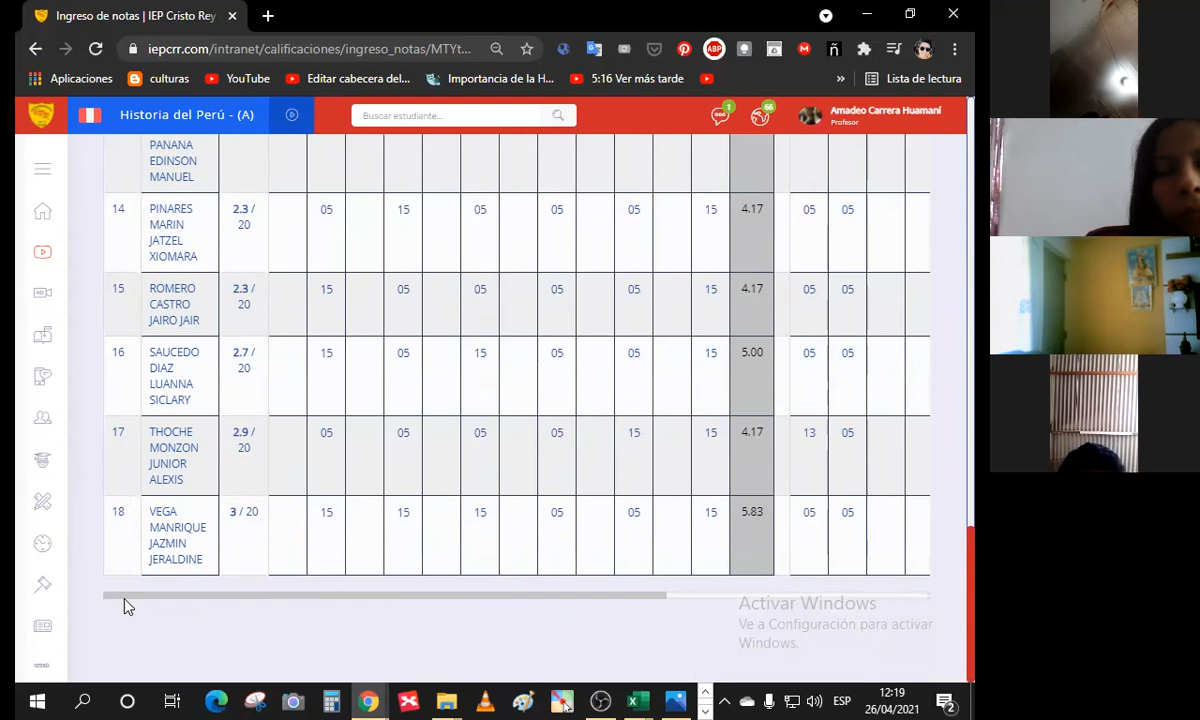 Ingreso de notas | IEP Cristo Rey
iepcrr.com/intranet/calificaciones/ingreso_notas/MTYt...
ABP
M
ñ
Aplicaciones culturas YouTube Editar cabecera del... Importancia de la H... 5:16 Ver más tarde » Lista de lectura
Historia del Perú - (A)
Buscar estudiante...
1
66
Amadeo Carrera Huamaní
Profesor
PANANA
EDINSON
MANUEL
14 PINARES MARIN JATZEL XIOMARA 2.3 / 20 05 15 05 05 05 15 4.17 05 05
15 ROMERO CASTRO JAIRO JAIR 2.3 / 20 15 05 05 05 05 15 4.17 05 05
16 SAUCEDO DIAZ LUANNA SICLARY 2.7 / 20 15 05 15 05 05 15 5.00 05 05
17 THOCHE MONZON JUNIOR ALEXIS 2.9 / 20 05 05 05 05 15 15 4.17 13 05
18 VEGA MANRIQUE JAZMIN JERALDINE 3 / 20 15 15 15 05 05 15 5.83 05 05
Activar Windows
Ve a Configuración para activar
Windows.
ESP
12:19
26/04/2021
2